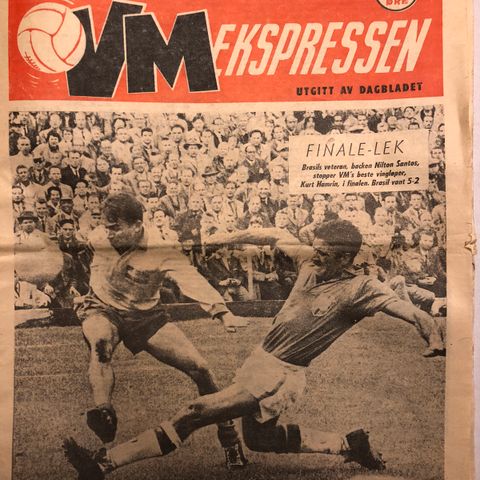 ØRE
VM
EKSPRESSEN
UTGITT AV DAGBLADET
FINALE-LEK
Brasils veteran, backen Nilton Santos,
stopper VM's beste vingløper,
Kurt Hamrin, i finalen. Brasil vant 5-2